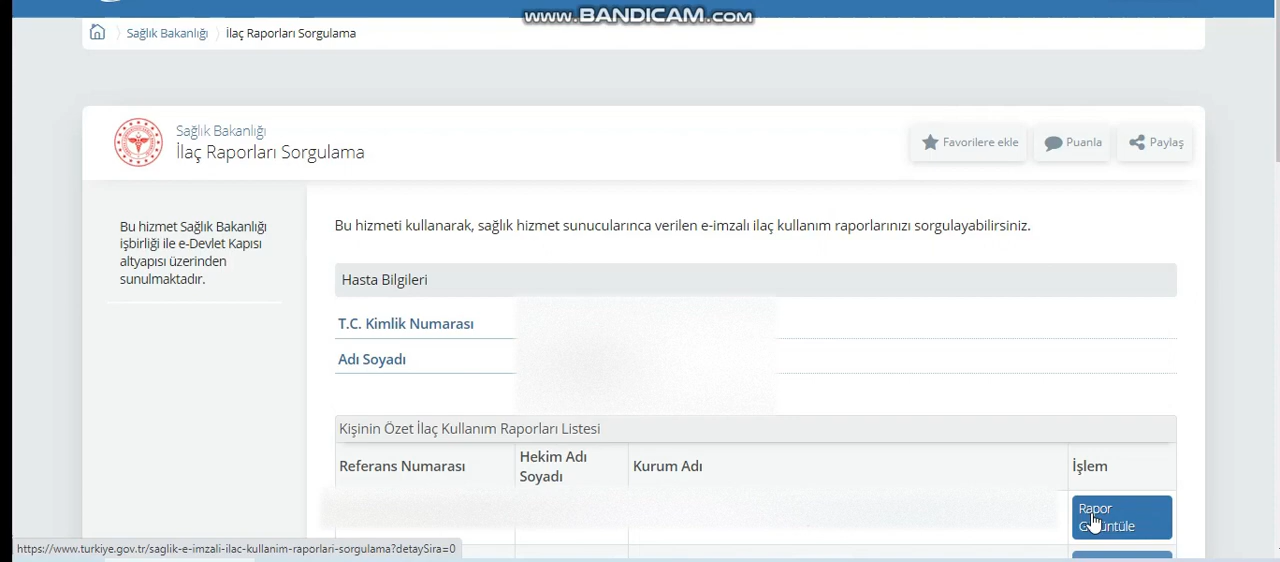 www.BANDICAM.com
Sağlık Bakanlığı
İlaç Raporları Sorgulama
Sağlık Bakanlığı
İlaç Raporları Sorgulama
Favorilere ekle
Puanla
Paylaş
Bu hizmet Sağlık Bakanlığı
işbirliği ile e-Devlet Kapısı
altyapısı üzerinden
sunulmaktadır.
Bu hizmeti kullanarak, sağlık hizmet sunucularınca verilen e-imzalı ilaç kullanım raporlarınızı sorgulayabilirsiniz.
Hasta Bilgileri
T.C. Kimlik Numarası
Adı Soyadı
Kişinin Özet İlaç Kullanım Raporları Listesi
Referans Numarası
Hekim Adı
Soyadı
Kurum Adı
İşlem
Rapor
Görüntüle
https://www.turkiye.gov.tr/saglik-e-imzali-ilac-kullanim-raporlari-sorgulama?detaySira=0